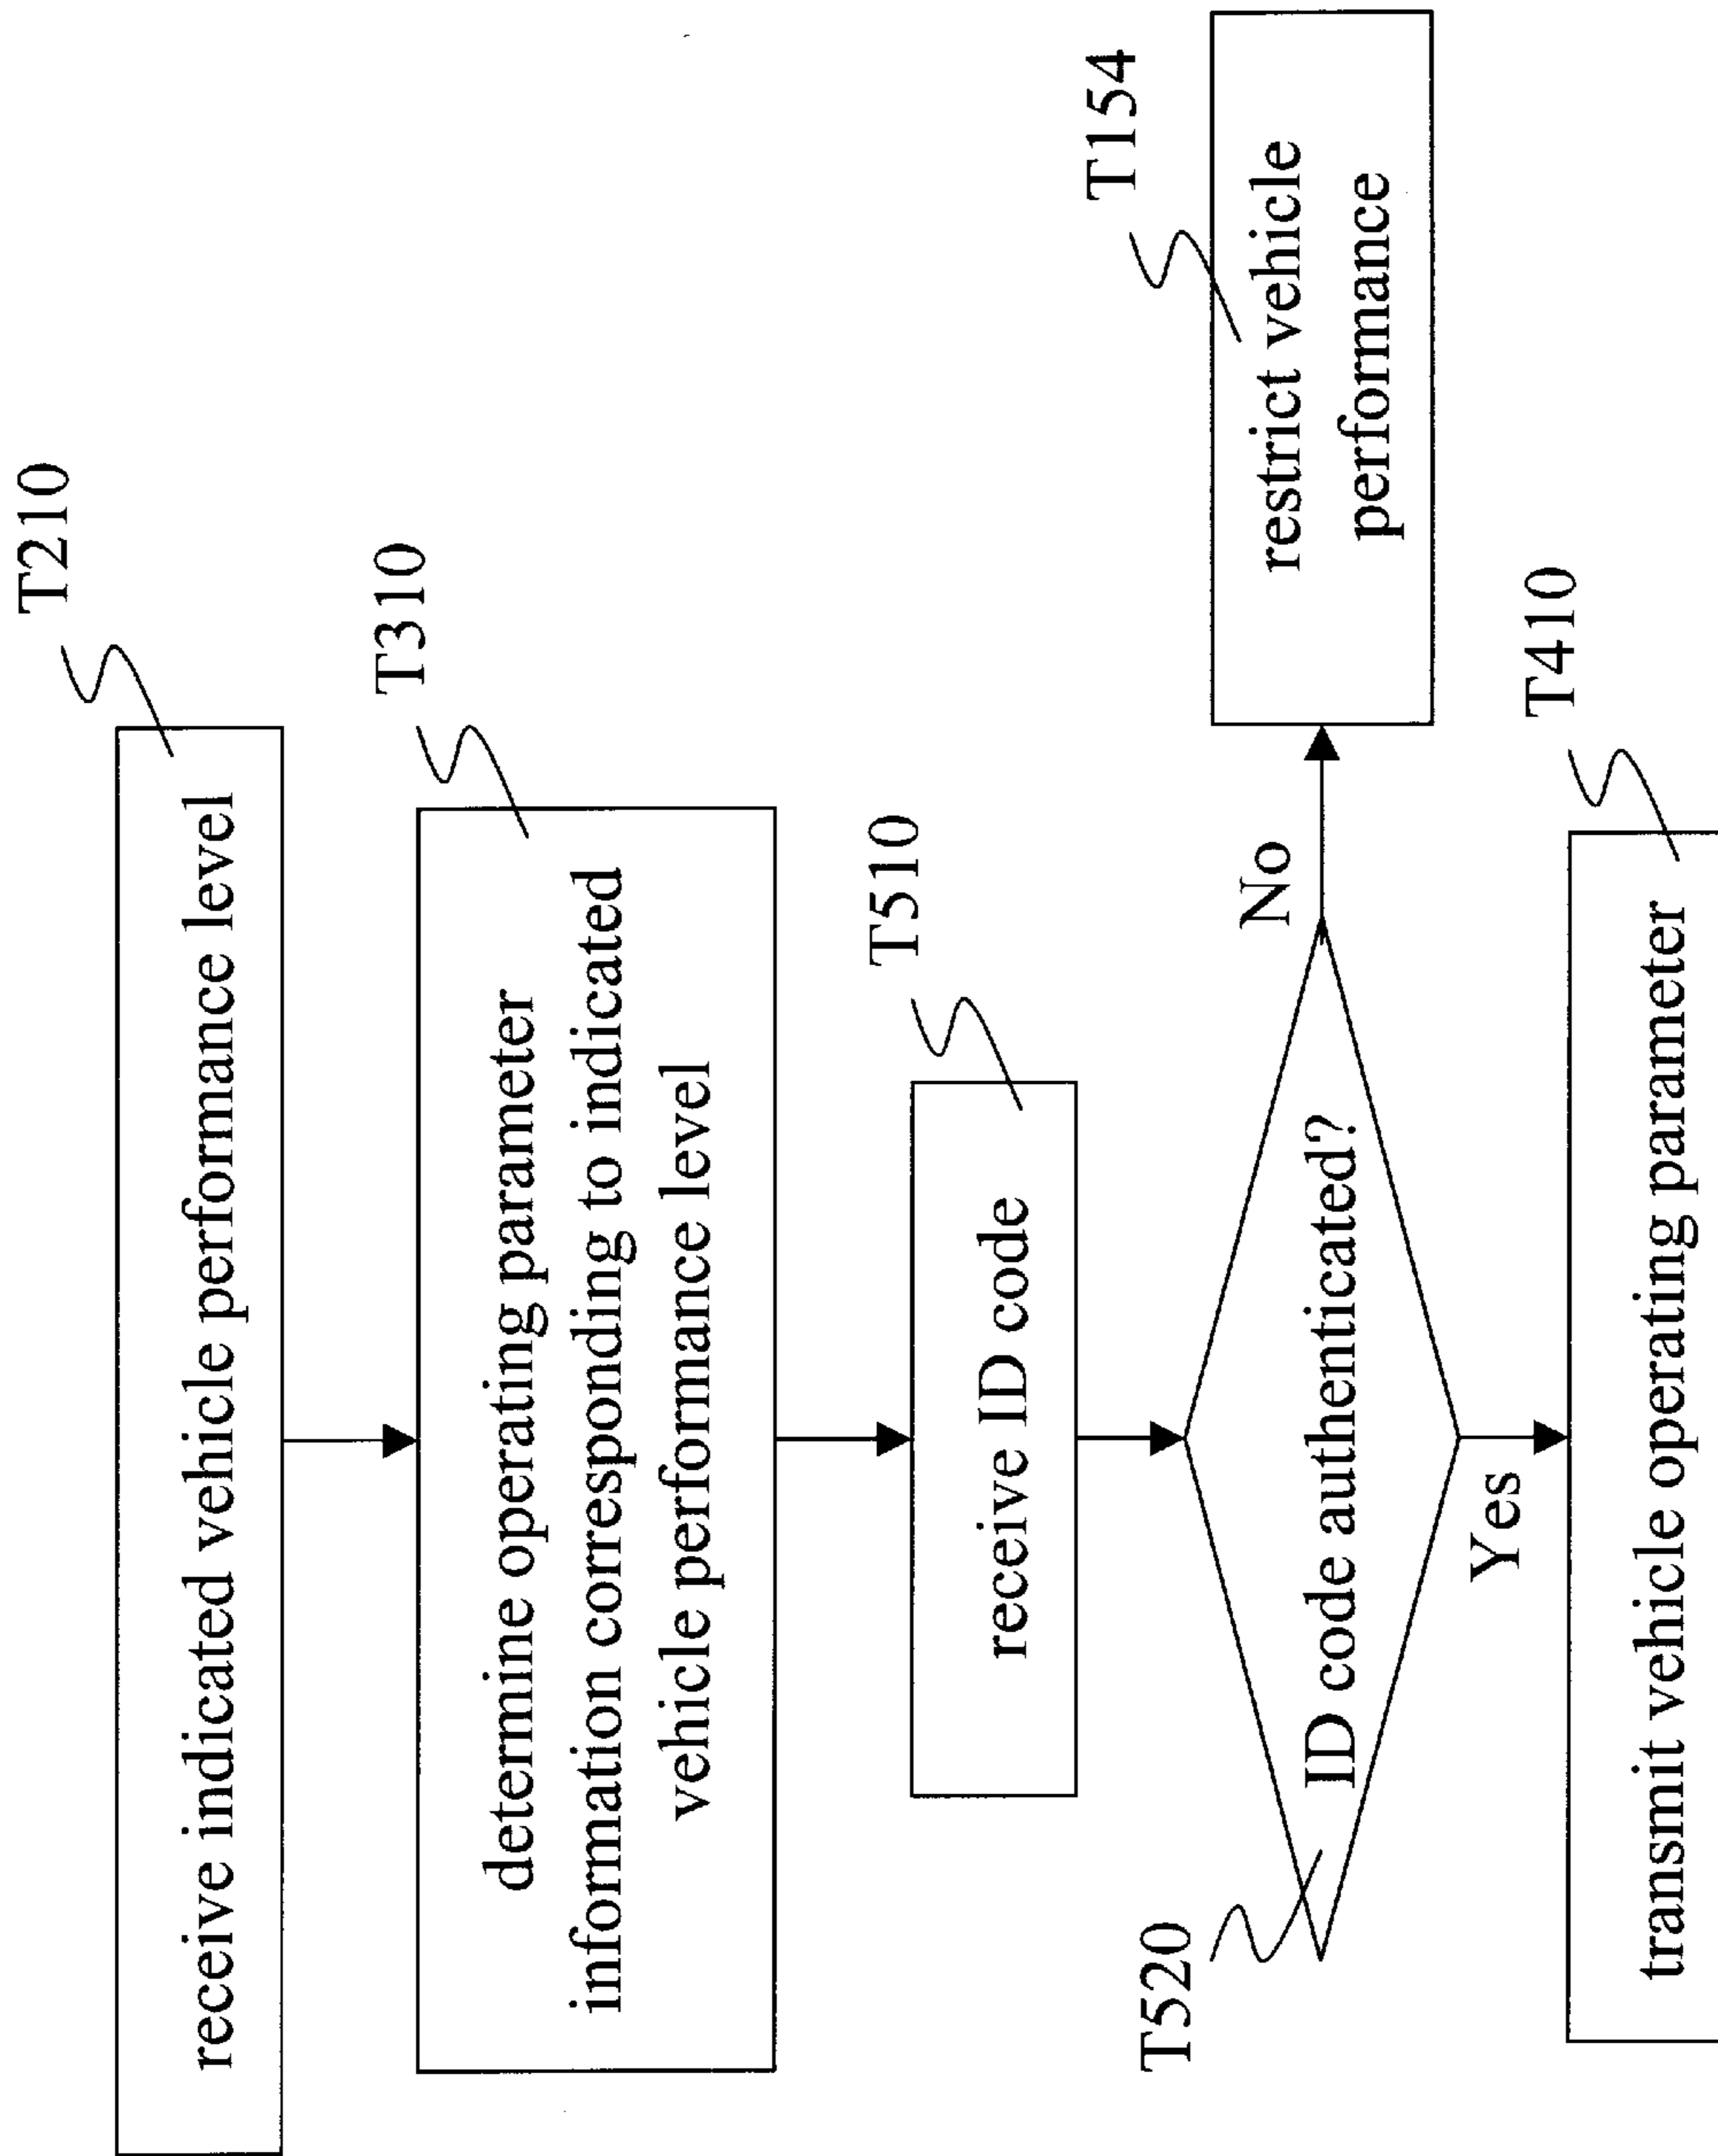 T210
receive indicated vehicle performance level
T310
determine operating parameter
information corresponding to indicated
vehicle performance level
T510
receive ID code
T520
ID code authenticated?
No
T154
restrict vehicle
performance
Yes
T410
transmit vehicle operating parameter